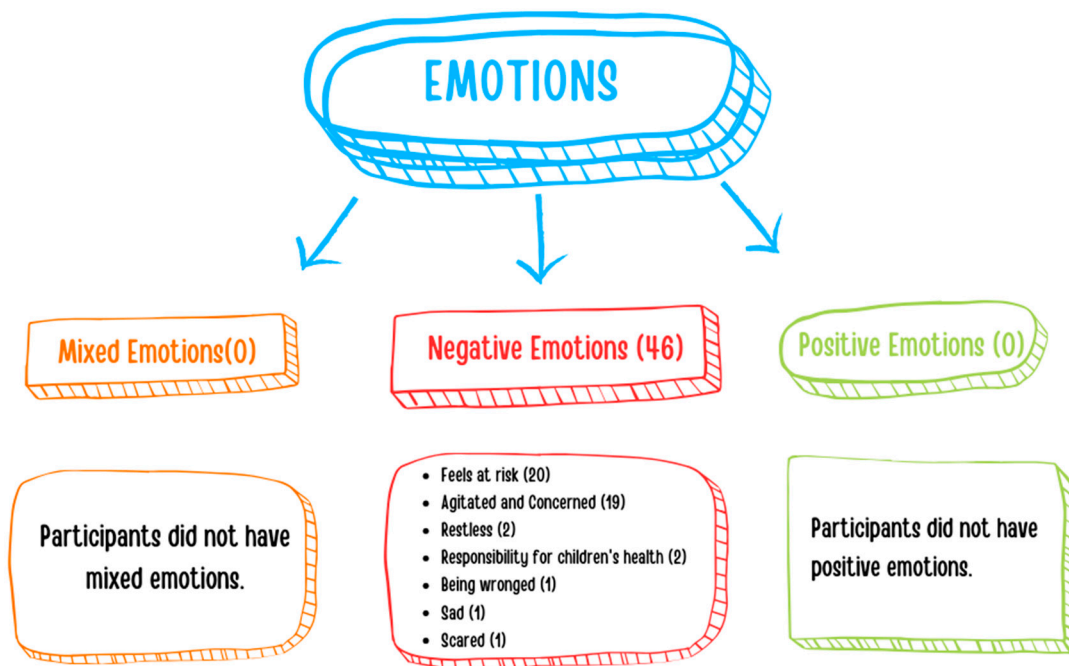 EMOTIONS
Mixed Emotions(0)
Negative Emotions (46)
Positive Emotions (0)
Participants did not have
mixed emotions.
• Feels at risk (20)
• Agitated and Concerned (19)
• Restless (2)
• Responsibility for children's health (2)
• Being wronged (1)
• Sad (1)
• Scared (1)
Participants did not have
positive emotions.